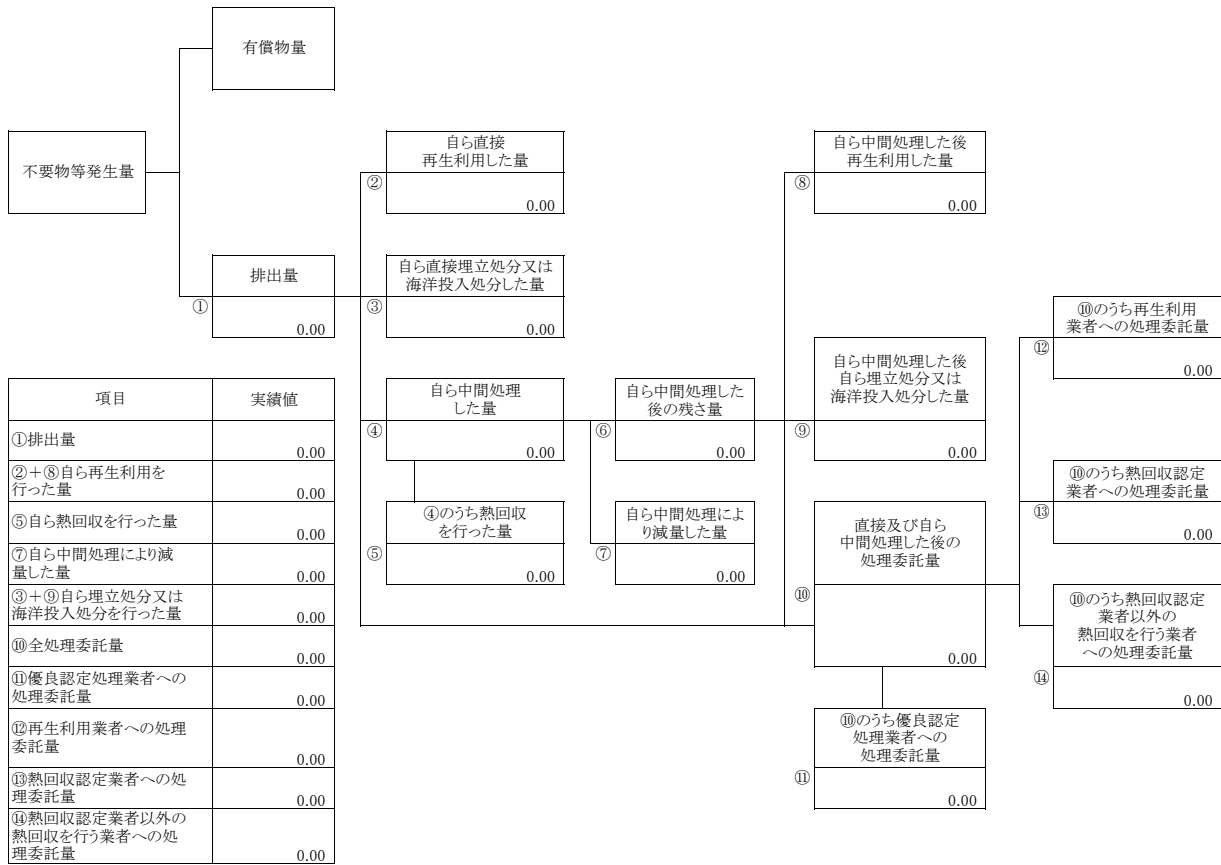 有償物量
不要物等発生量
自ら直接
再生利用した量
②
0.00
自ら中間処理した後
再生利用した量
⑧
0.00
排出量
①
0.00
自ら直接埋立処分又は
海洋投入処分した量
③
0.00
⑩のうち再生利用
業者への処理委託量
⑫
0.00
自ら中間処理
した量
④
0.00
自ら中間処理した
後の残さ量
⑥
0.00
自ら中間処理した後
自ら埋立処分又は
海洋投入処分した量
⑨
0.00
⑩のうち熱回収認定
業者への処理委託量
⑬
0.00
④のうち熱回収
を行った量
⑤
0.00
自ら中間処理によ
り減量した量
⑦
0.00
直接及び自ら
中間処理した後の
処理委託量
⑩
0.00
⑩のうち熱回収認定
業者以外の
熱回収を行う業者
への処理委託量
⑭
0.00
⑩のうち優良認定
処理業者への
処理委託量
⑪
0.00
項目 実績値
①排出量
0.00
②＋⑧自ら再生利用を
行った量 0.00
⑤自ら熱回収を行った量
0.00
⑦自ら中間処理により減
量した量 0.00
③＋⑨自ら埋立処分又は
海洋投入処分を行った量 0.00
⑩全処理委託量
0.00
⑪優良認定処理業者への
処理委託量 0.00
⑫再生利用業者への処理
委託量
0.00
⑬熱回収認定業者への処
理委託量 0.00
⑭熱回収認定業者以外の
熱回収を行う業者への処
理委託量 0.00